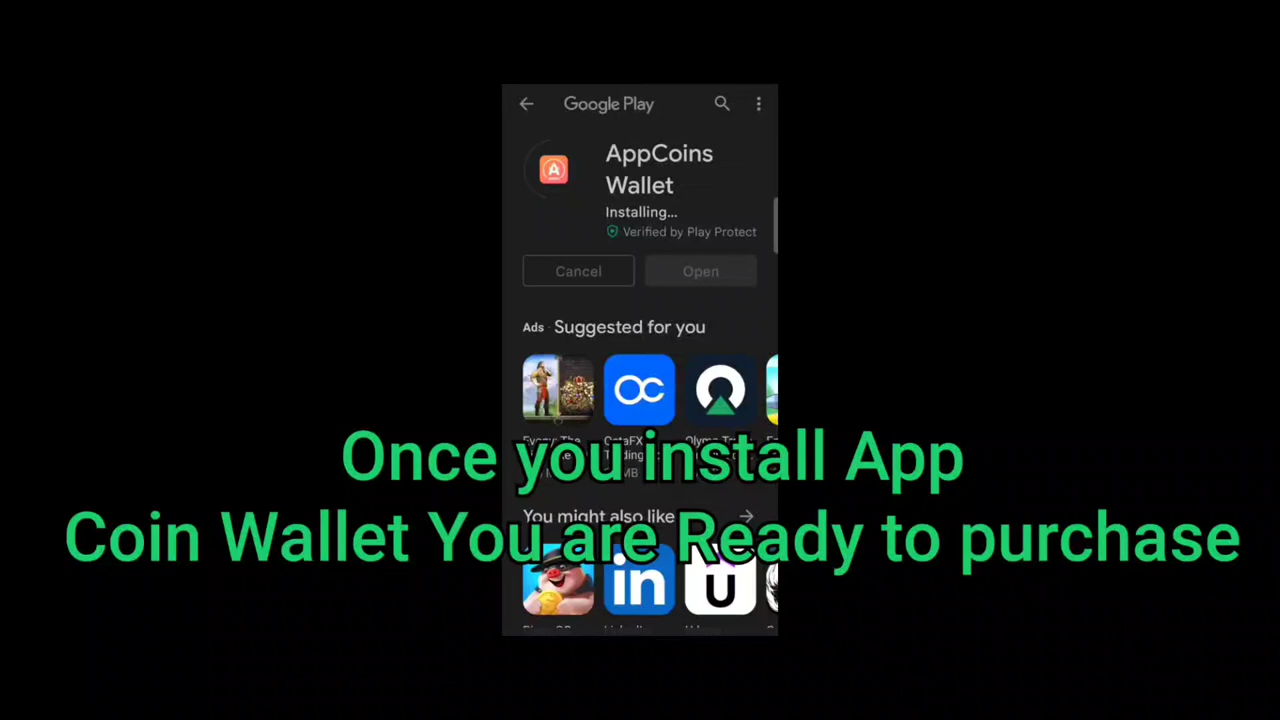 Google Play
AppCoins
Wallet
Installing...
Verified by Play Protect
Cancel
Open
Ads · Suggested for you
MB
Once you install App
You might also like
Coin Wallet You are Ready to purchase